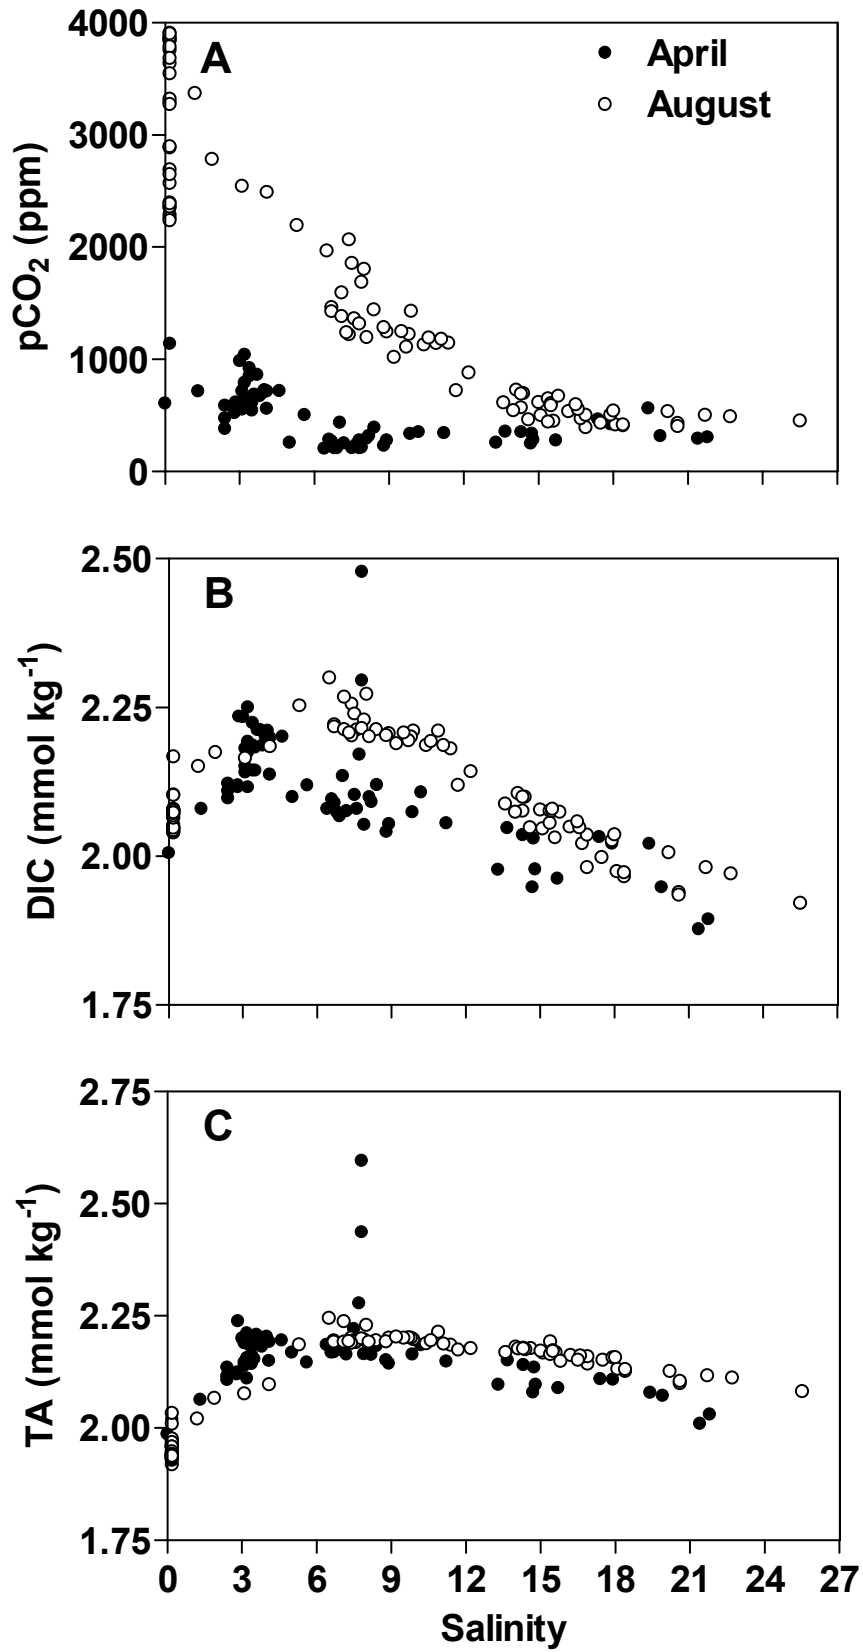 A
April
August
pCO₂ (ppm)
4000
3000
2000
1000
0
B
DIC (mmol kg⁻¹)
2.50
2.25
2.00
1.75
C
TA (mmol kg⁻¹)
2.75
2.50
2.25
2.00
1.75
0 3 6 9 12 15 18 21 24 27
Salinity